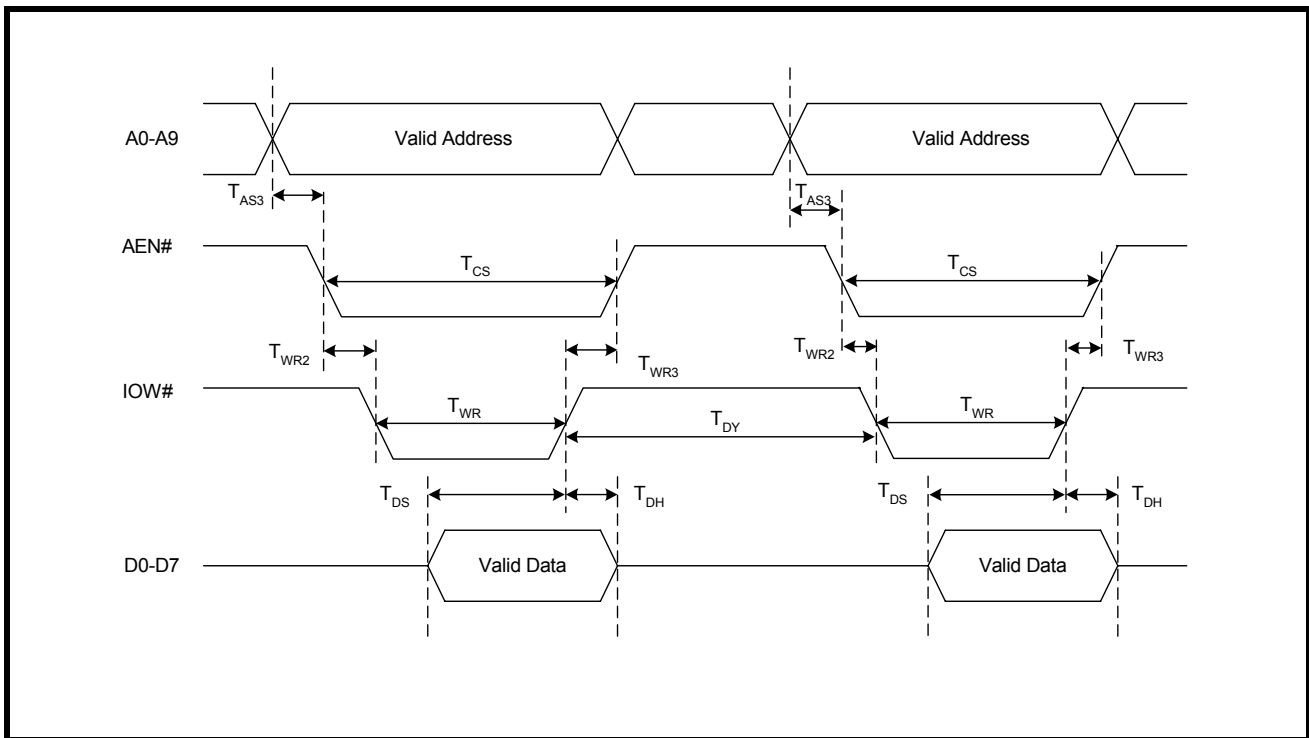 A0-A9 Valid Address Valid Address
TAS3 TAS3
AEN#
TCS TCS
TWR2 TWR3 TWR2 TWR3
IOW#
TWR TDY TWR
TDS TDH TDS TDH
D0-D7 Valid Data Valid Data